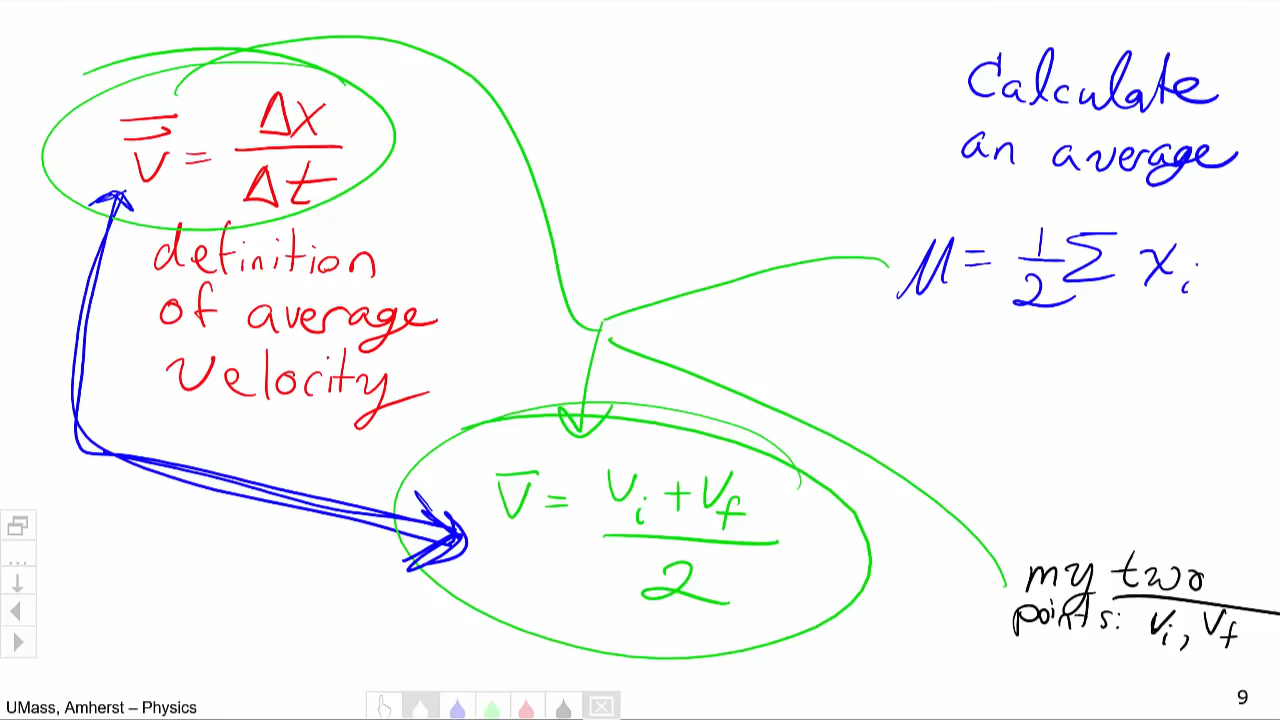 v̄⃗ = Δx / Δt
definition
of average
velocity
Calculate
an average
μ = 1/2 Σ xᵢ
v̄ = (vᵢ + v_f) / 2
my two
points: vᵢ, v_f
UMass, Amherst – Physics
9